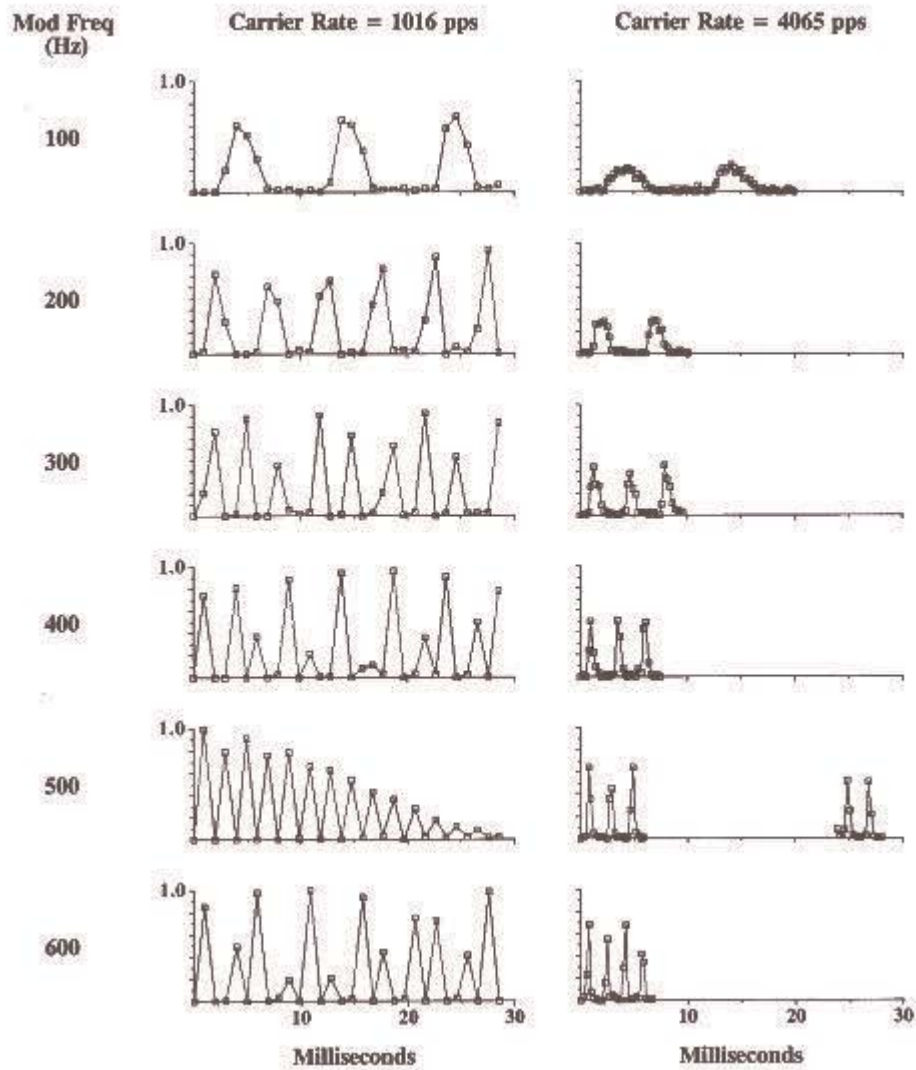 Mod Freq (Hz)
Carrier Rate = 1016 pps
Carrier Rate = 4065 pps
1.0
100
1.0
200
1.0
300
1.0
400
1.0
500
1.0
600
10 20 30
10 20 30
Milliseconds
Milliseconds